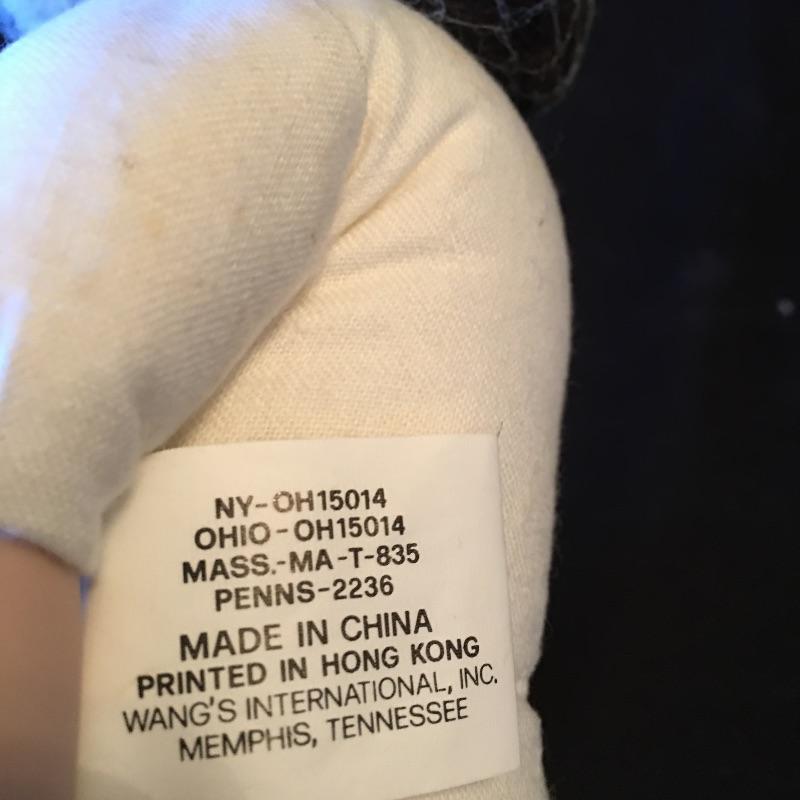 NY-OH15014
OHIO-OH15014
MASS.-MA-T-835
PENNS-2236
MADE IN CHINA
PRINTED IN HONG KONG
WANG'S INTERNATIONAL, INC.
MEMPHIS, TENNESSEE